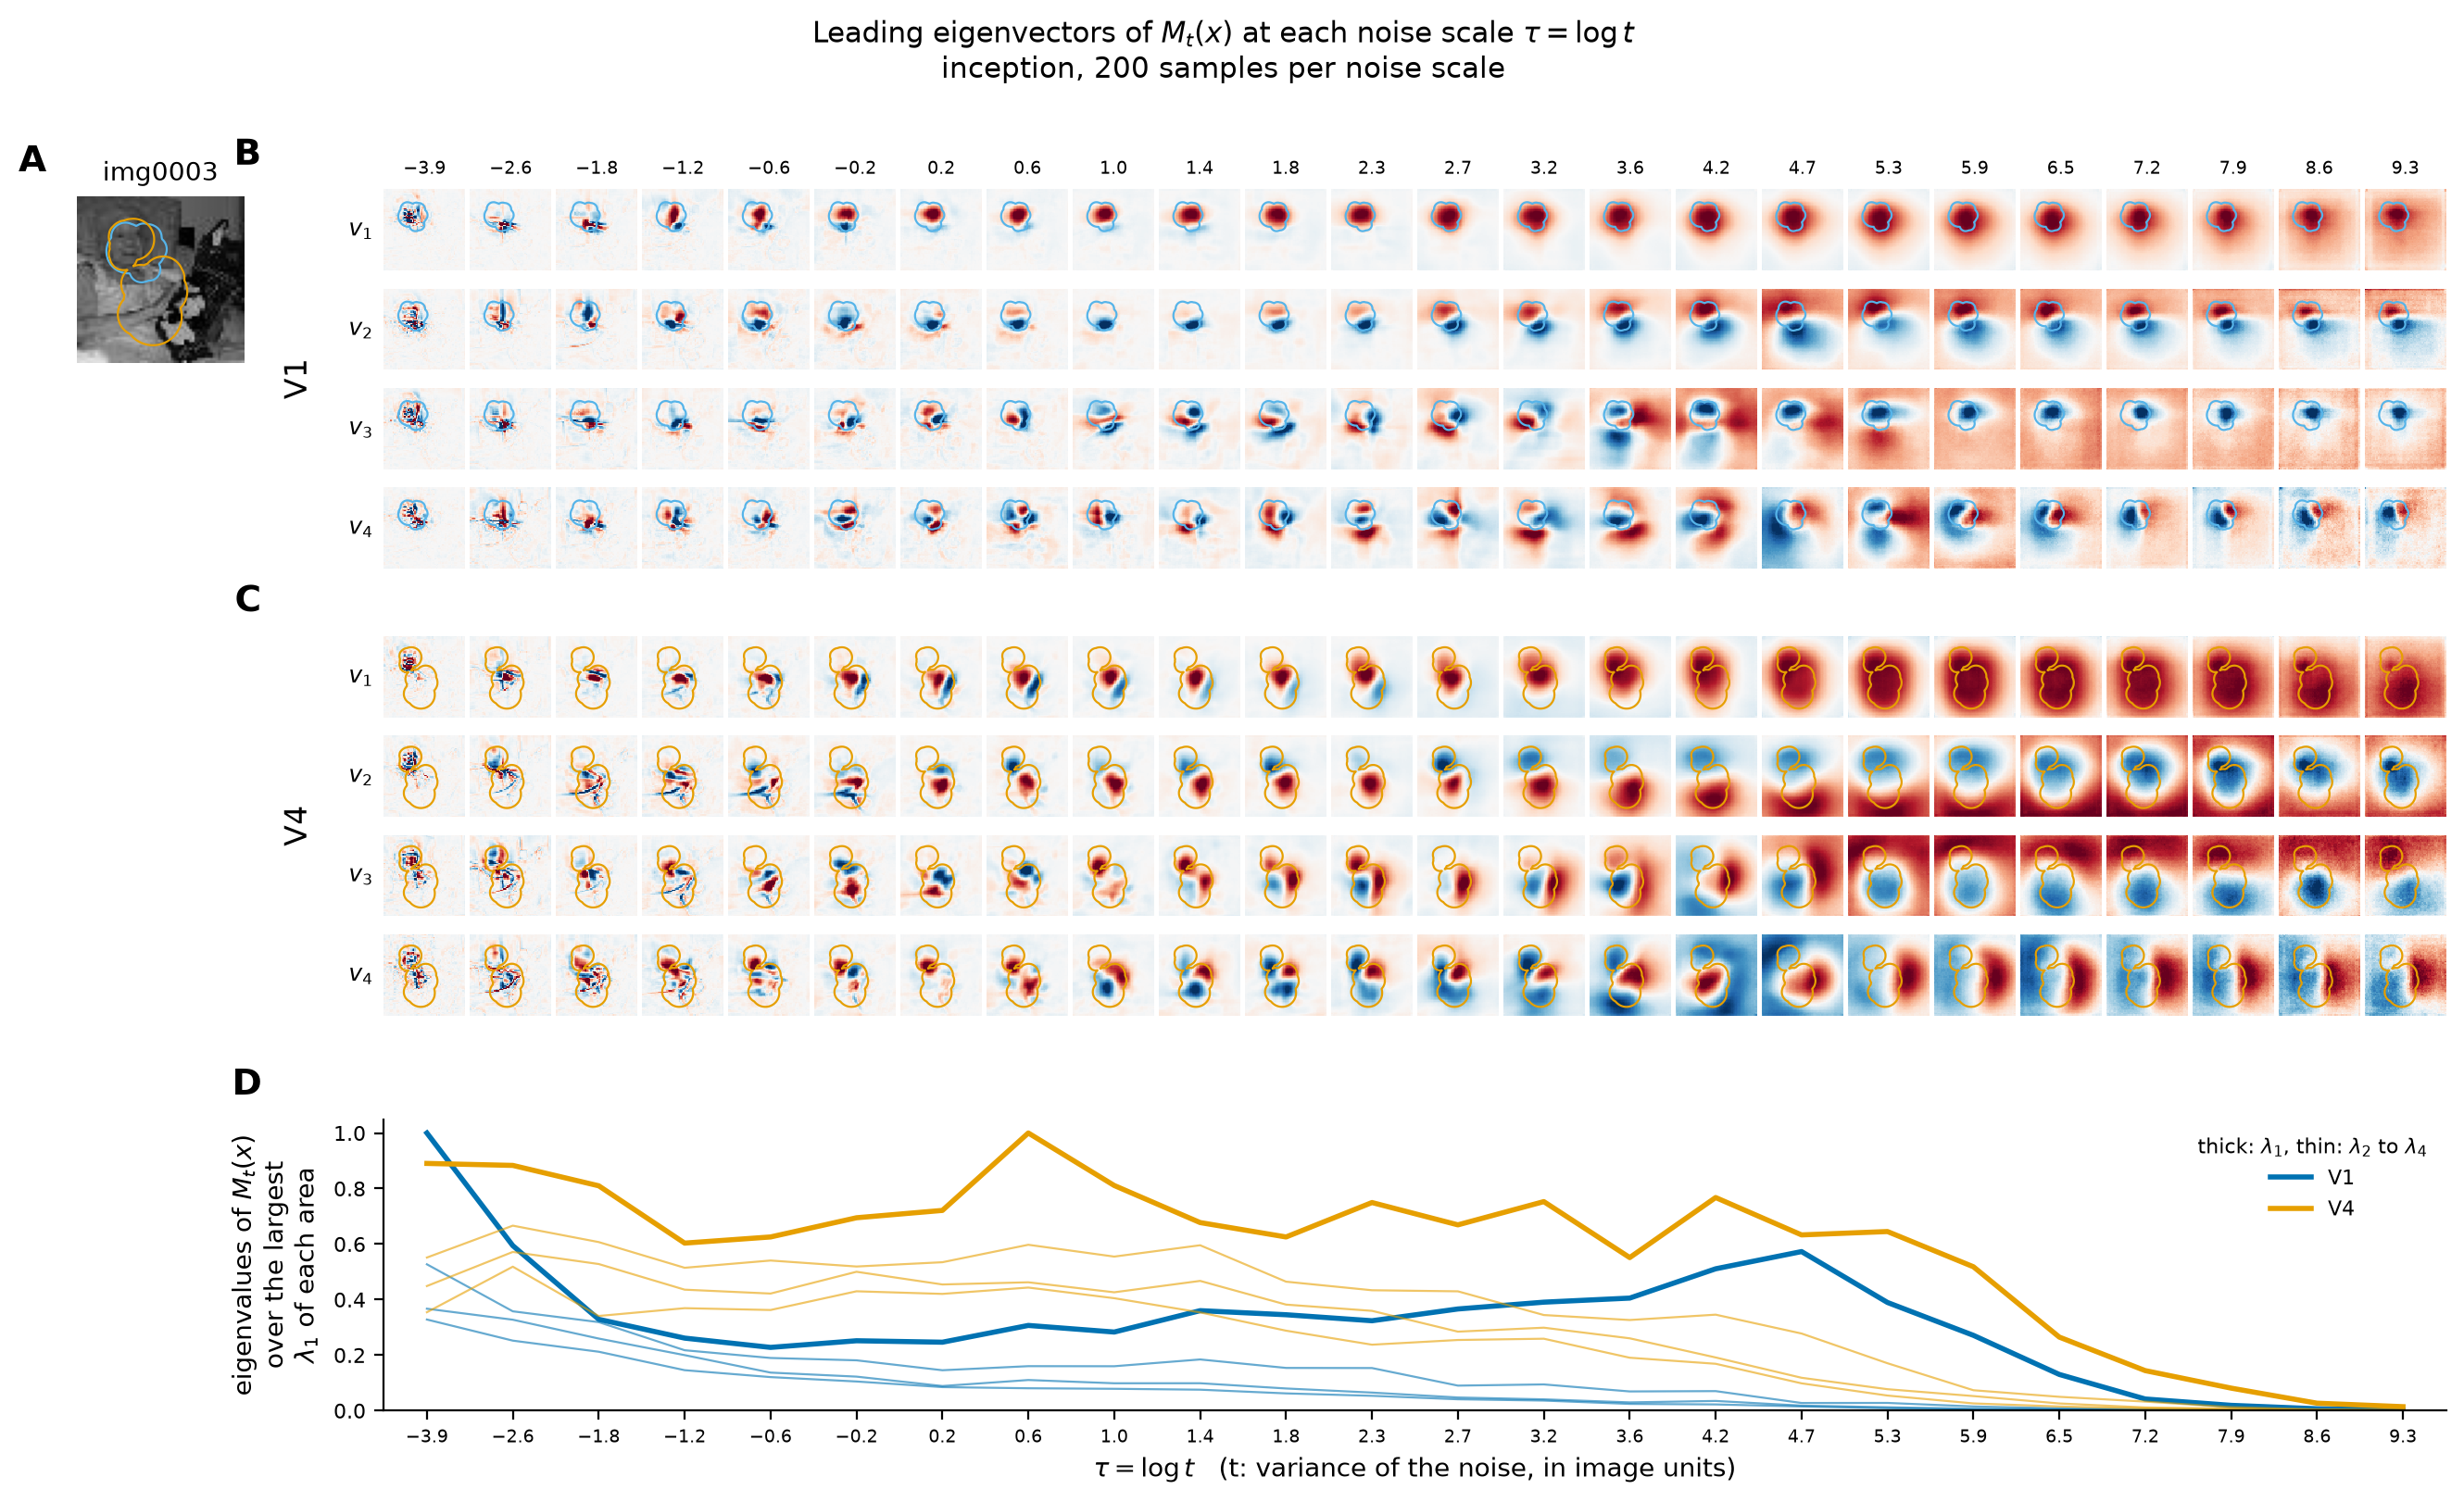 Leading eigenvectors of M_t(x) at each noise scale τ = log t
inception, 200 samples per noise scale
A
img0003
B
−3.9 −2.6 −1.8 −1.2 −0.6 −0.2 0.2 0.6 1.0 1.4 1.8 2.3 2.7 3.2 3.6 4.2 4.7 5.3 5.9 6.5 7.2 7.9 8.6 9.3
V1
v₁
v₂
v₃
v₄
C
V4
v₁
v₂
v₃
v₄
D
eigenvalues of M_t(x)
over the largest
λ₁ of each area
1.0
0.8
0.6
0.4
0.2
0.0
thick: λ₁, thin: λ₂ to λ₄
V1
V4
−3.9 −2.6 −1.8 −1.2 −0.6 −0.2 0.2 0.6 1.0 1.4 1.8 2.3 2.7 3.2 3.6 4.2 4.7 5.3 5.9 6.5 7.2 7.9 8.6 9.3
τ = log t (t: variance of the noise, in image units)